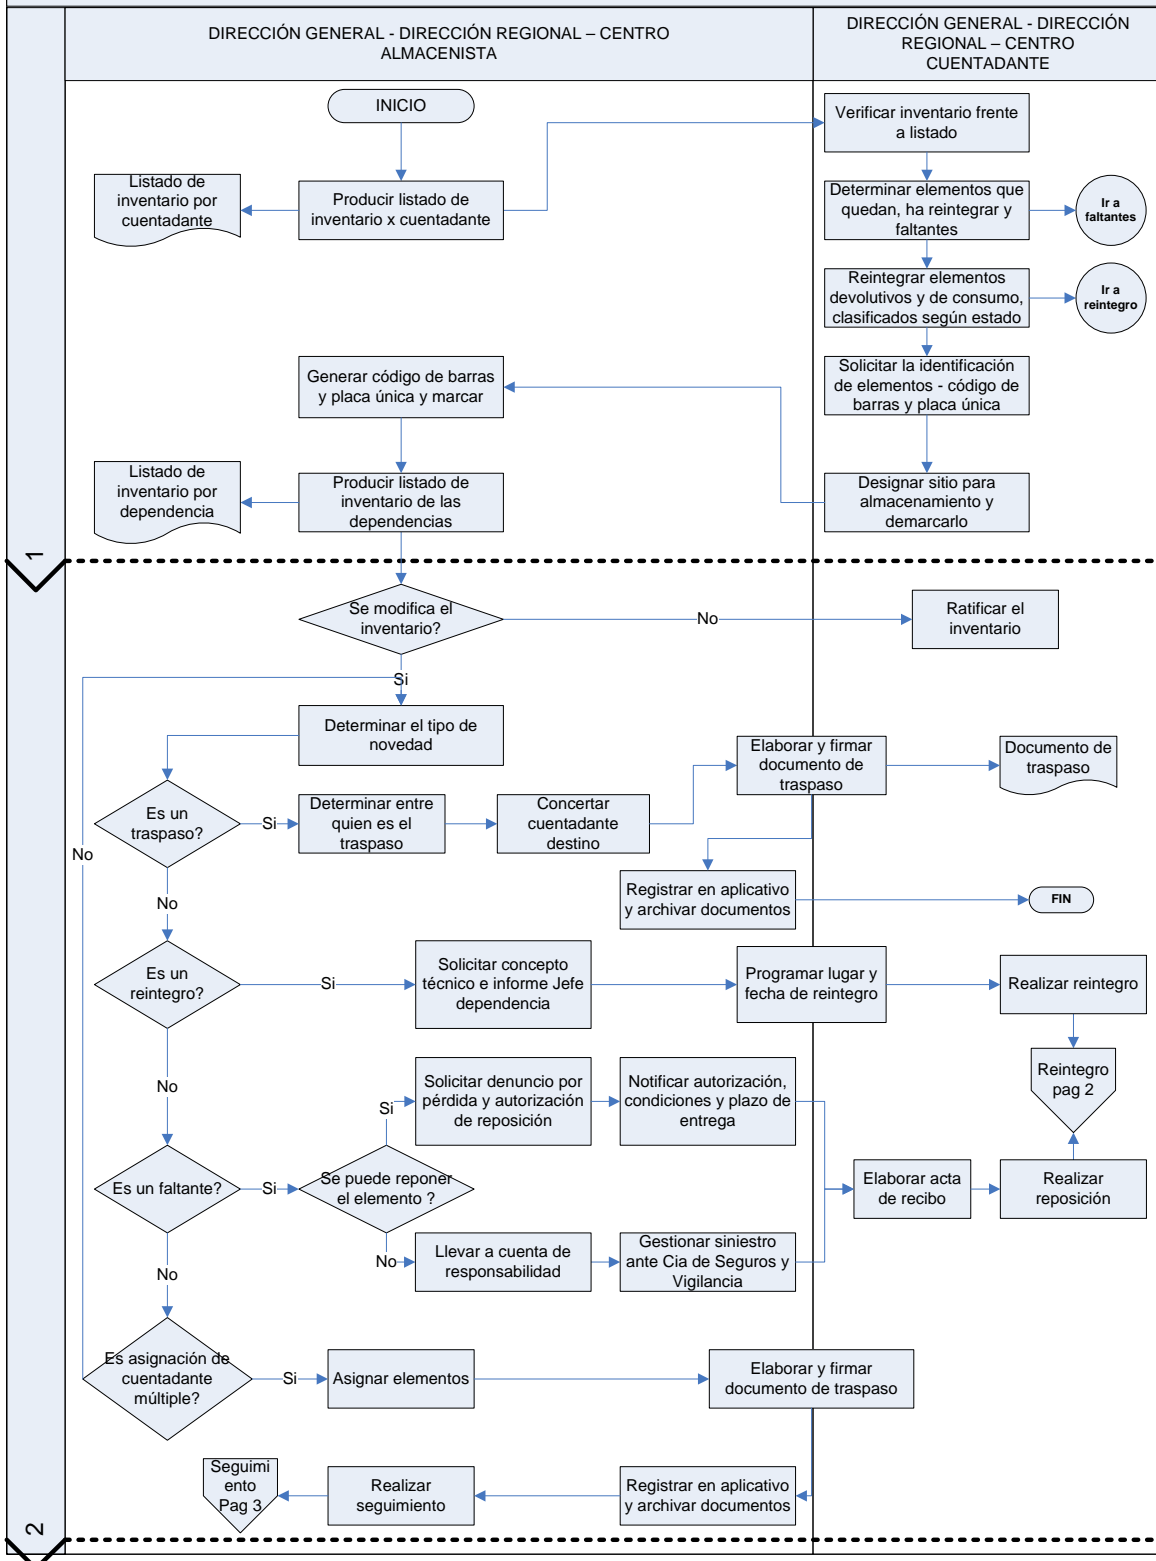 DIRECCIÓN GENERAL - DIRECCIÓN REGIONAL – CENTRO
ALMACENISTA
DIRECCIÓN GENERAL - DIRECCIÓN
REGIONAL – CENTRO
CUENTADANTE
INICIO
Verificar inventario frente
a listado
Listado de
inventario por
cuentadante
Producir listado de
inventario x cuentadante
Determinar elementos que
quedan, ha reintegrar y
faltantes
Ir a
faltantes
Reintegrar elementos
devolutivos y de consumo,
clasificados según estado
Ir a
reintegro
Generar código de barras
y placa única y marcar
Solicitar la identificación
de elementos - código de
barras y placa única
Listado de
inventario por
dependencia
Producir listado de
inventario de las
dependencias
Designar sitio para
almacenamiento y
demarcarlo
1
Se modifica el
inventario?
No
Ratificar el
inventario
Si
Determinar el tipo de
novedad
Elaborar y firmar
documento de
traspaso
Documento de
traspaso
Es un
traspaso?
Si
Determinar entre
quien es el
traspaso
Concertar
cuentadante
destino
No
Registrar en aplicativo
y archivar documentos
FIN
No
Es un
reintegro?
Si
Solicitar concepto
técnico e informe Jefe
dependencia
Programar lugar y
fecha de reintegro
Realizar reintegro
No
Solicitar denuncio por
pérdida y autorización
de reposición
Notificar autorización,
condiciones y plazo de
entrega
Reintegro
pag 2
Si
Es un faltante?
Si
Se puede reponer
el elemento ?
Elaborar acta
de recibo
Realizar
reposición
No
Llevar a cuenta de
responsabilidad
Gestionar siniestro
ante Cia de Seguros y
Vigilancia
No
Es asignación de
cuentadante
múltiple?
Si
Asignar elementos
Elaborar y firmar
documento de traspaso
Seguimi
ento
Pag 3
Realizar
seguimiento
Registrar en aplicativo
y archivar documentos
2